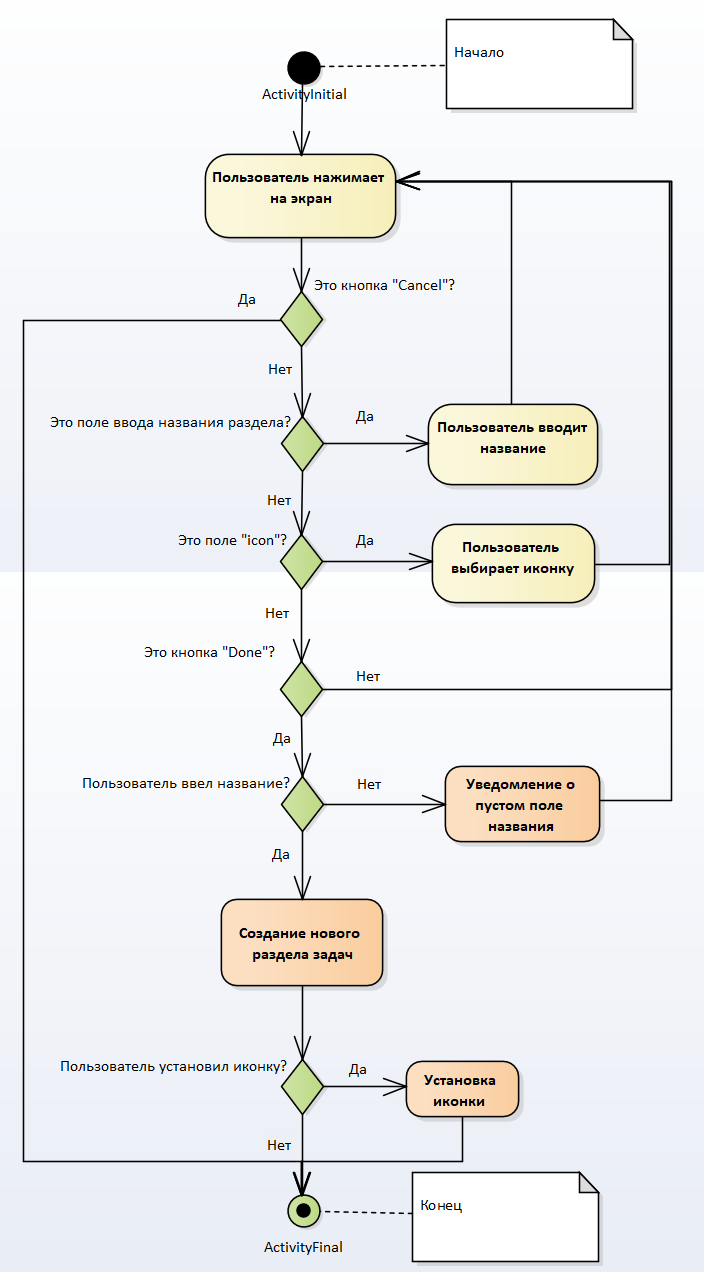 Начало
ActivityInitial
Пользователь нажимает
на экран
Это кнопка "Cancel"?
Да
Нет
Это поле ввода названия раздела?
Да
Пользователь вводит
название
Нет
Это поле "icon"?
Да
Пользователь
выбирает иконку
Нет
Это кнопка "Done"?
Нет
Да
Пользователь ввел название?
Нет
Уведомление о
пустом поле
названия
Да
Создание нового
раздела задач
Пользователь установил иконку?
Да
Установка
иконки
Нет
Конец
ActivityFinal